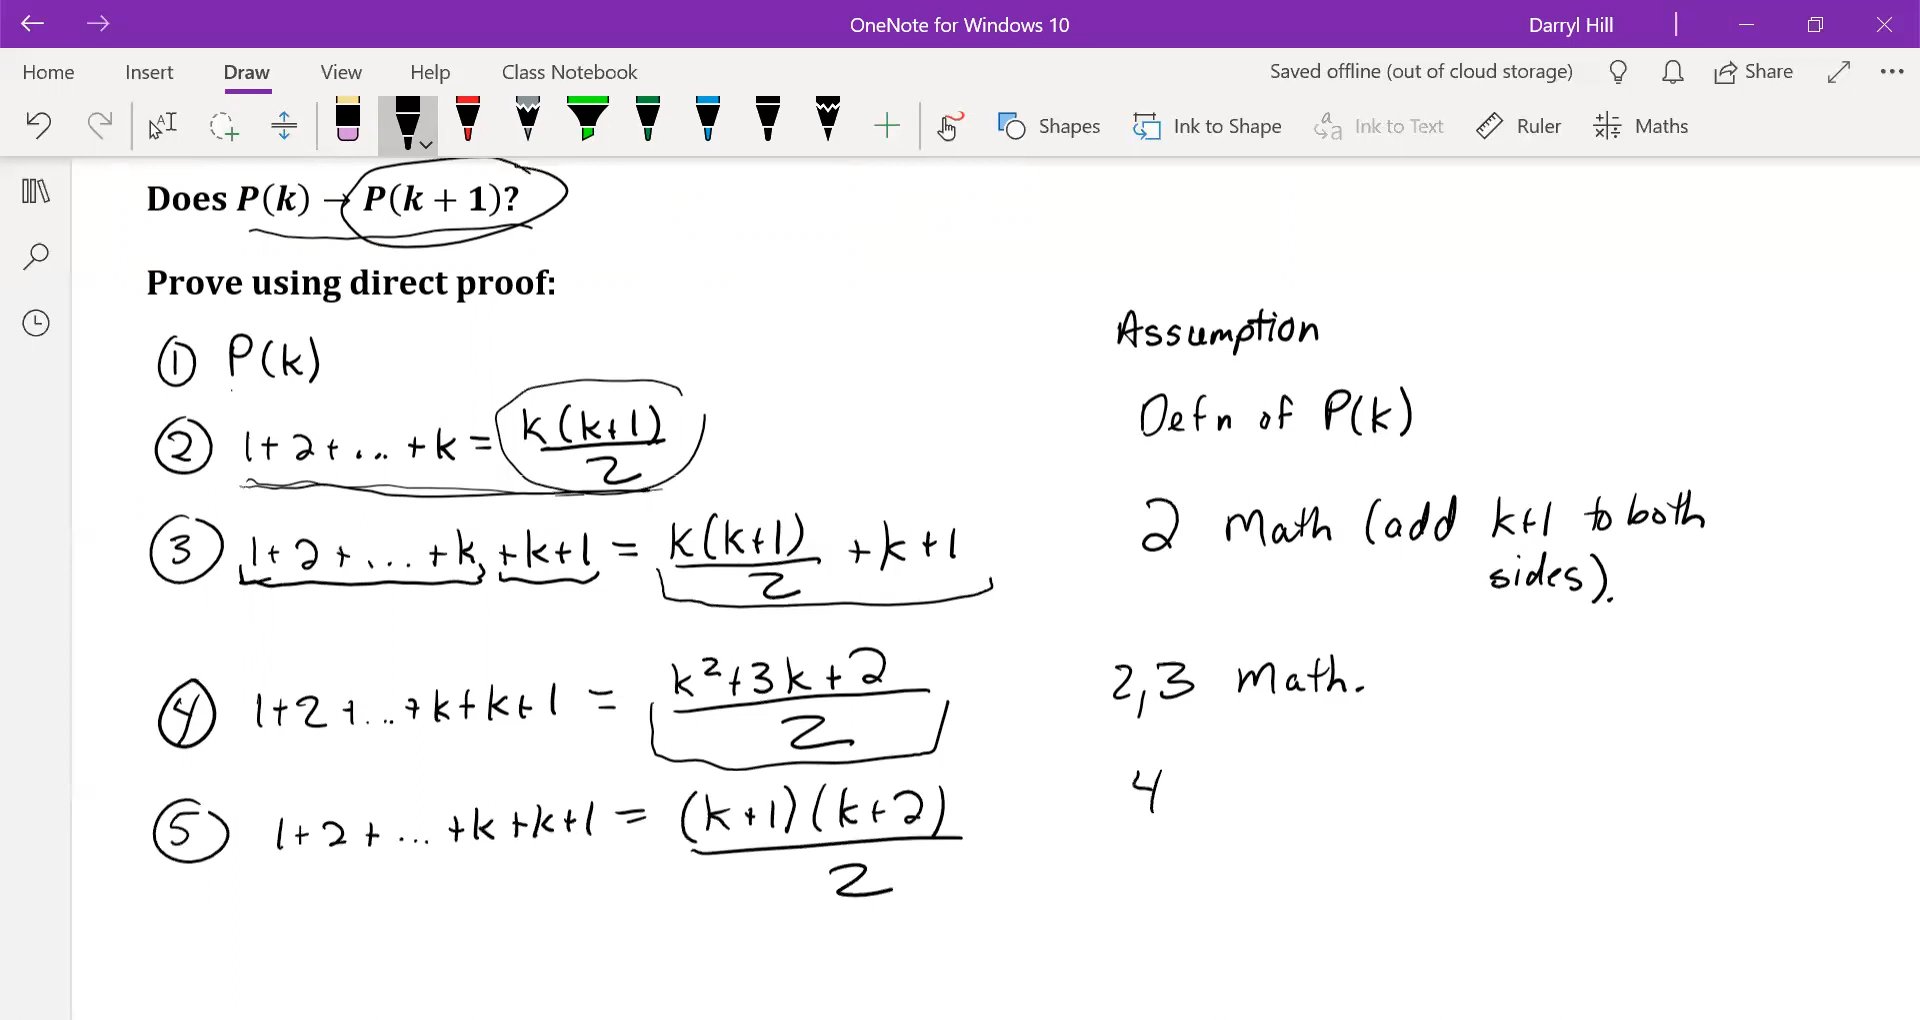 OneNote for Windows 10
Darryl Hill
Home Insert Draw View Help Class Notebook
Saved offline (out of cloud storage) Share
Shapes Ink to Shape Ink to Text Ruler Maths
Does P(k) → P(k + 1)?
Prove using direct proof:
① P(k) Assumption
② 1+2+...+k = k(k+1)/2 Defn of P(k)
③ 1+2+...+k+k+1 = k(k+1)/2 +k+1 2 Math (add k+1 to both
sides).
④ 1+2+...+k+k+1 = k²+3k+2/2 2,3 Math.
⑤ 1+2+...+k+k+1 = (k+1)(k+2)/2 4